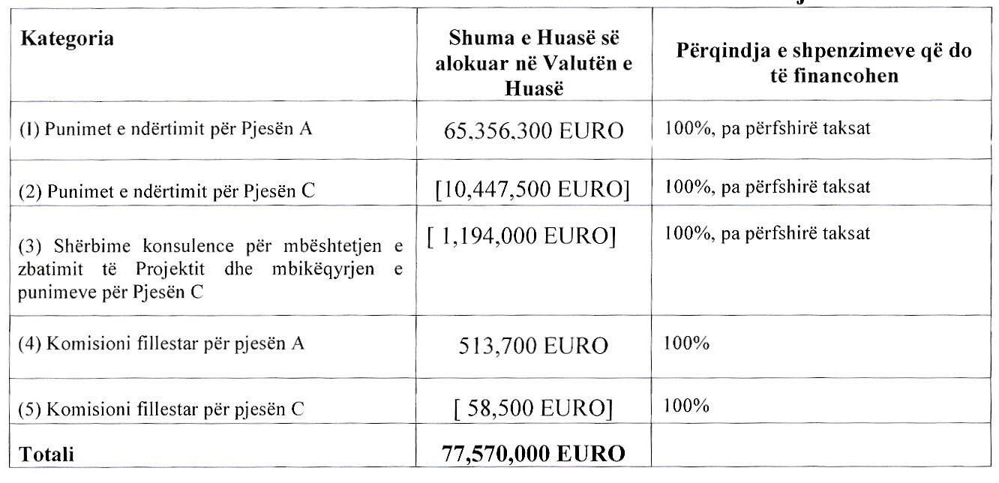 Kategoria
Shuma e Huasë së
alokuar në Valutën e
Huasë
Përqindja e shpenzimeve që do
të financohen
(1) Punimet e ndërtimit për Pjesën A
65.356.300 EURO
100%, pa përfshirë taksat
(2) Punimet e ndërtimit për Pjesën C
[10,447,500 EURO]
100%, pa përfshirë taksat
(3) Shërbime konsulence për mbështetjen e
zbatimit të Projektit dhe mbikëqyrjen e
punimeve për Pjesën C
[ 1,194,000 EURO]
100%, pa përfshirë taksat
(4) Komisioni fillestar për pjesën A
513,700 EURO
100%
(5) Komisioni fillestar për pjesën C
[ 58,500 EURO]
100%
Totali
77,570,000 EURO